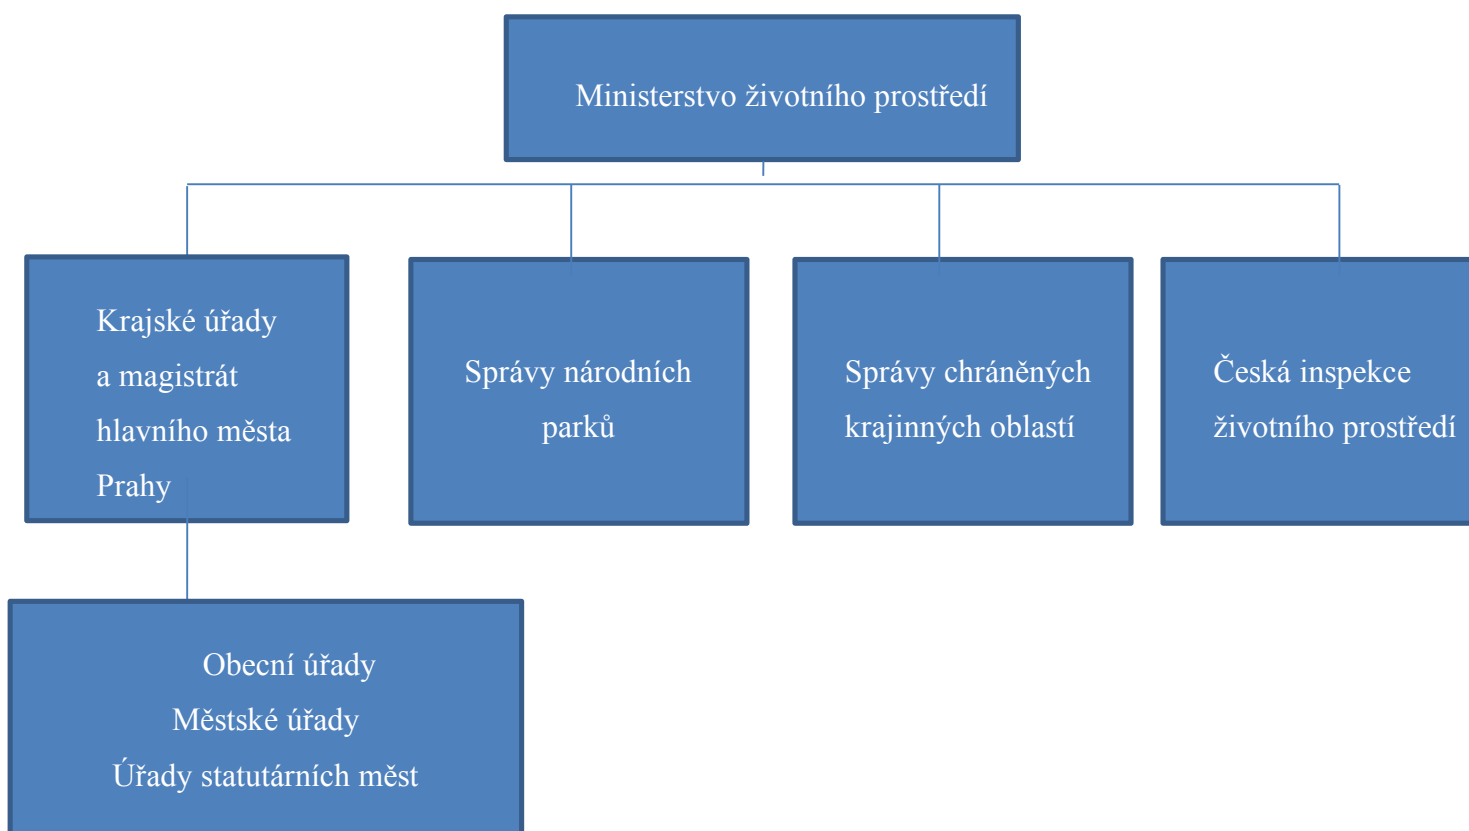 Ministerstvo životního prostředí
Krajské úřady
a magistrát
hlavního města
Prahy
Správy národních
parků
Správy chráněných
krajinných oblastí
Česká inspekce
životního prostředí
Obecní úřady
Městské úřady
Úřady statutárních měst